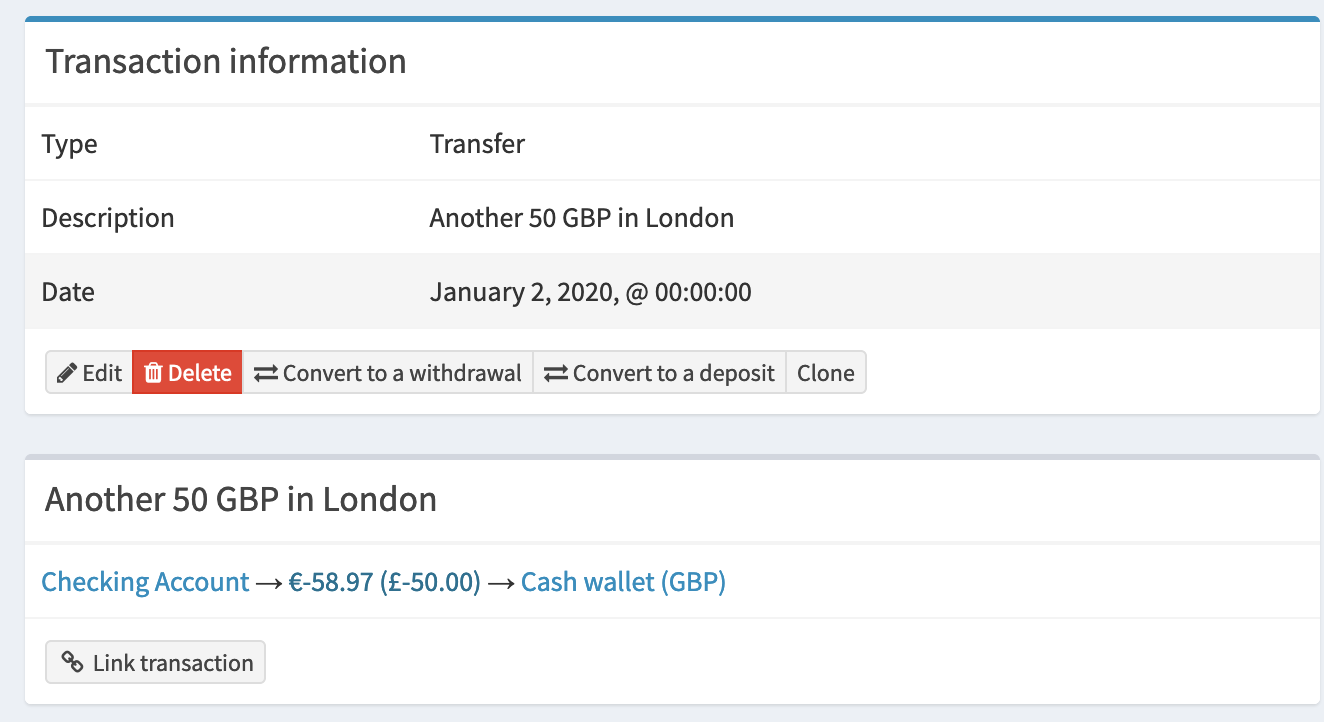 Transaction information
Type Transfer
Description Another 50 GBP in London
Date January 2, 2020, @ 00:00:00
Edit Delete Convert to a withdrawal Convert to a deposit Clone
Another 50 GBP in London
Checking Account → €-58.97 (£-50.00) → Cash wallet (GBP)
Link transaction